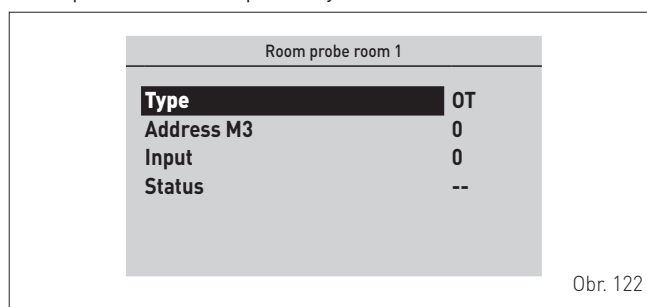 Room probe room 1
Type OT
Address M3 0
Input 0
Status --
Obr. 122